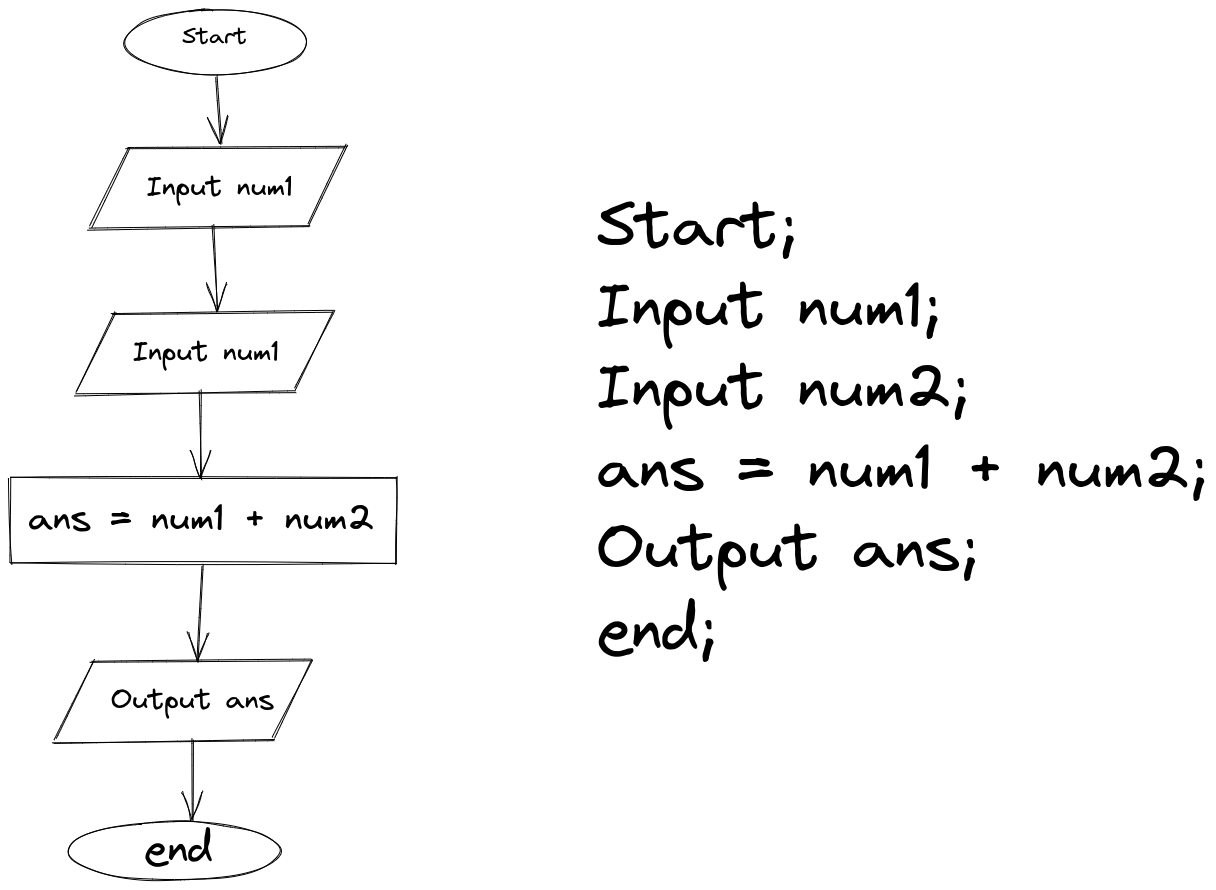 Start
Input num1
Input num1
ans = num1 + num2
Output ans
end
Start;
Input num1;
Input num2;
ans = num1 + num2;
Output ans;
end;